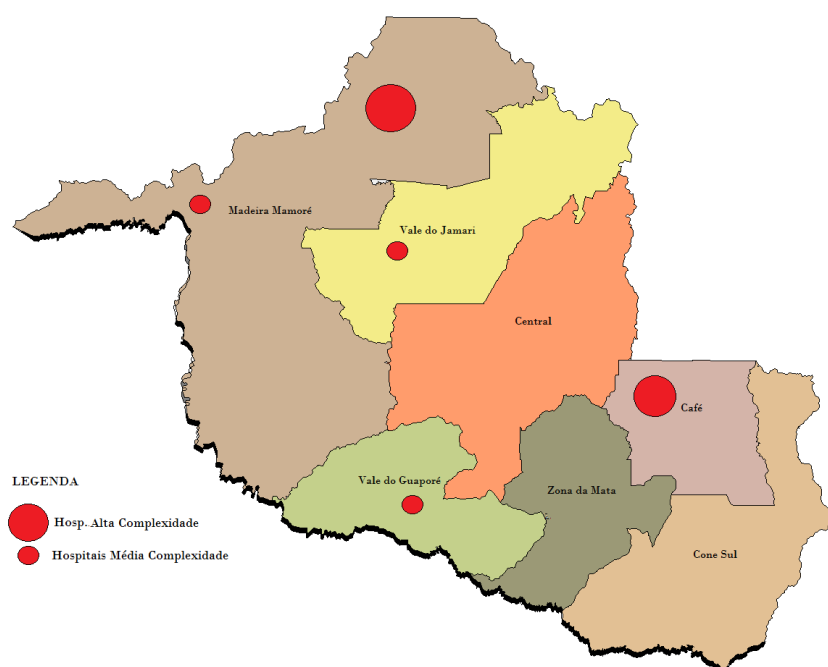 Madeira Mamoré
Vale do Jamari
Central
Café
Vale do Guaporé
Zona da Mata
Cone Sul
LEGENDA
Hosp. Alta Complexidade
Hospitais Média Complexidade